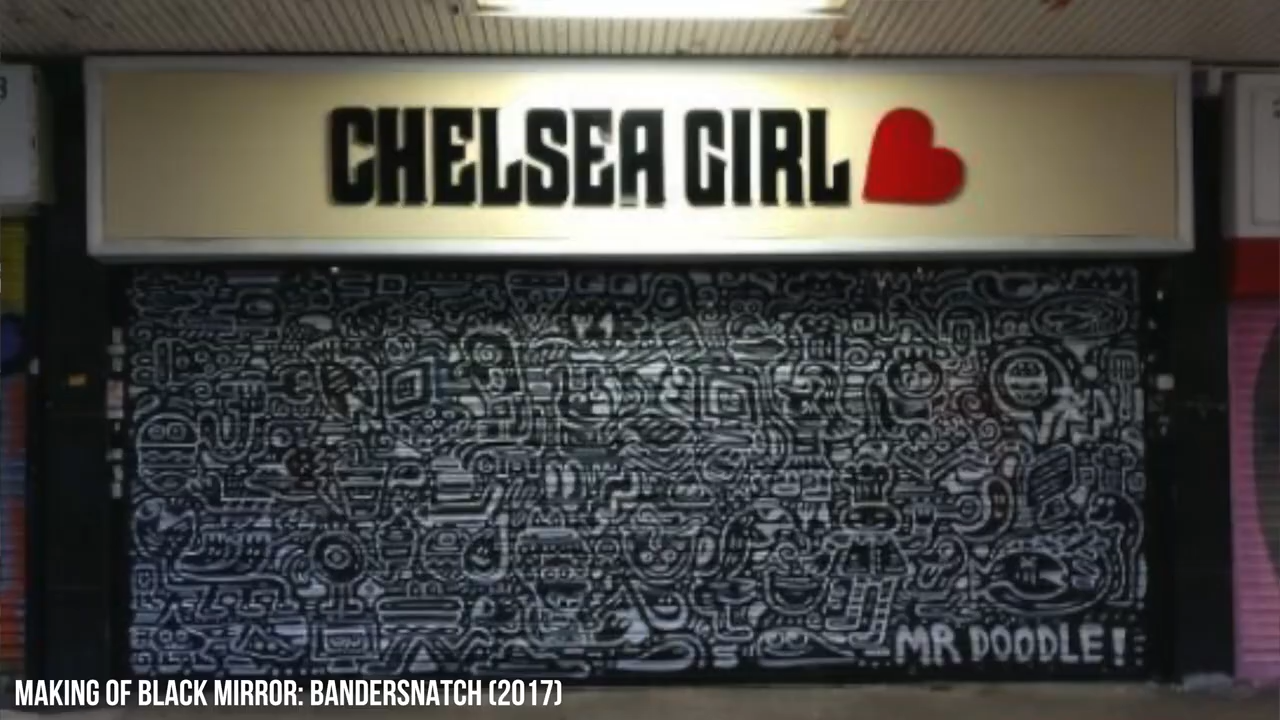 CHELSEA GIRL
MR DOODLE!
MAKING OF BLACK MIRROR: BANDERSNATCH (2017)